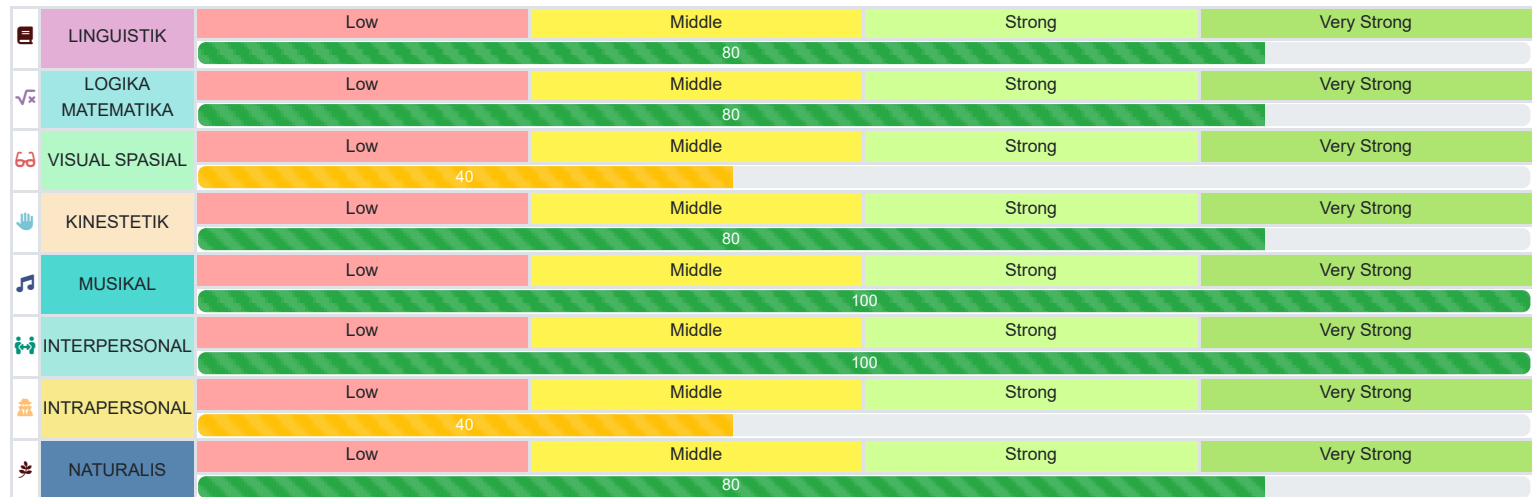 LINGUISTIK
Low Middle Strong Very Strong
80
LOGIKA
MATEMATIKA
Low Middle Strong Very Strong
80
VISUAL SPASIAL
Low Middle Strong Very Strong
40
KINESTETIK
Low Middle Strong Very Strong
80
MUSIKAL
Low Middle Strong Very Strong
100
INTERPERSONAL
Low Middle Strong Very Strong
100
INTRAPERSONAL
Low Middle Strong Very Strong
40
NATURALIS
Low Middle Strong Very Strong
80